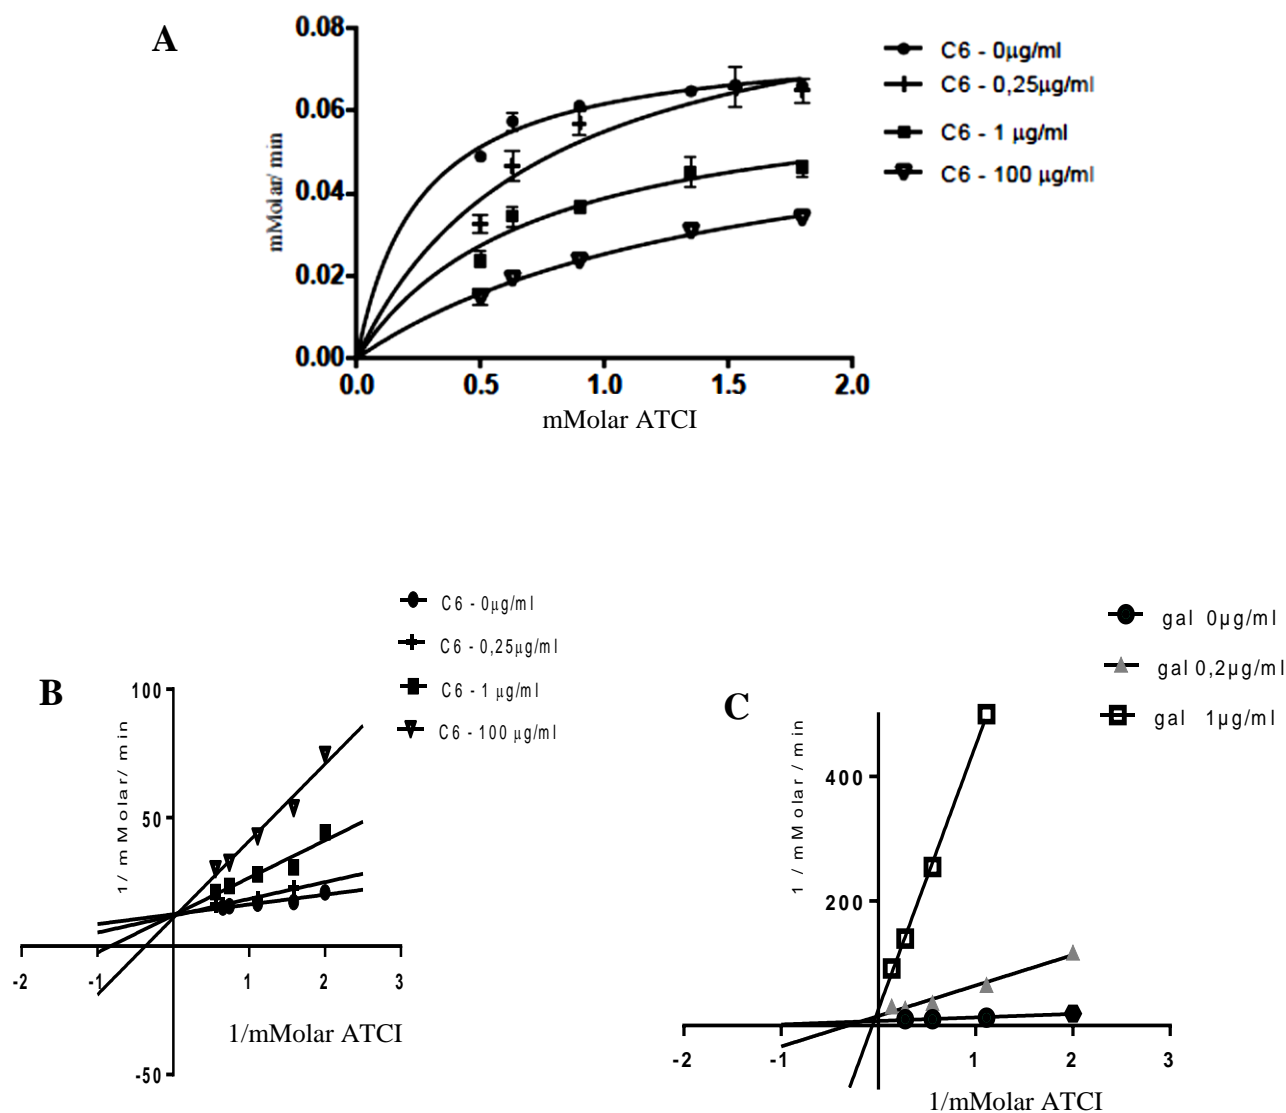 A
0.08
0.06
0.04
0.02
0.00
mMolar/ min
0.0 0.5 1.0 1.5 2.0
mMolar ATCI
C6 - 0µg/ml
C6 - 0,25µg/ml
C6 - 1 µg/ml
C6 - 100 µg/ml
B
C6 - 0µg/ml
C6 - 0,25µg/ml
C6 - 1 µg/ml
C6 - 100 µg/ml
100
50
-50
1/ mMolar/ min
-2 -1 1 2 3
1/mMolar ATCI
C
gal 0µg/ml
gal 0,2µg/ml
gal 1µg/ml
400
200
1 / mMolar/min
-2 -1 1 2 3
1/mMolar ATCI